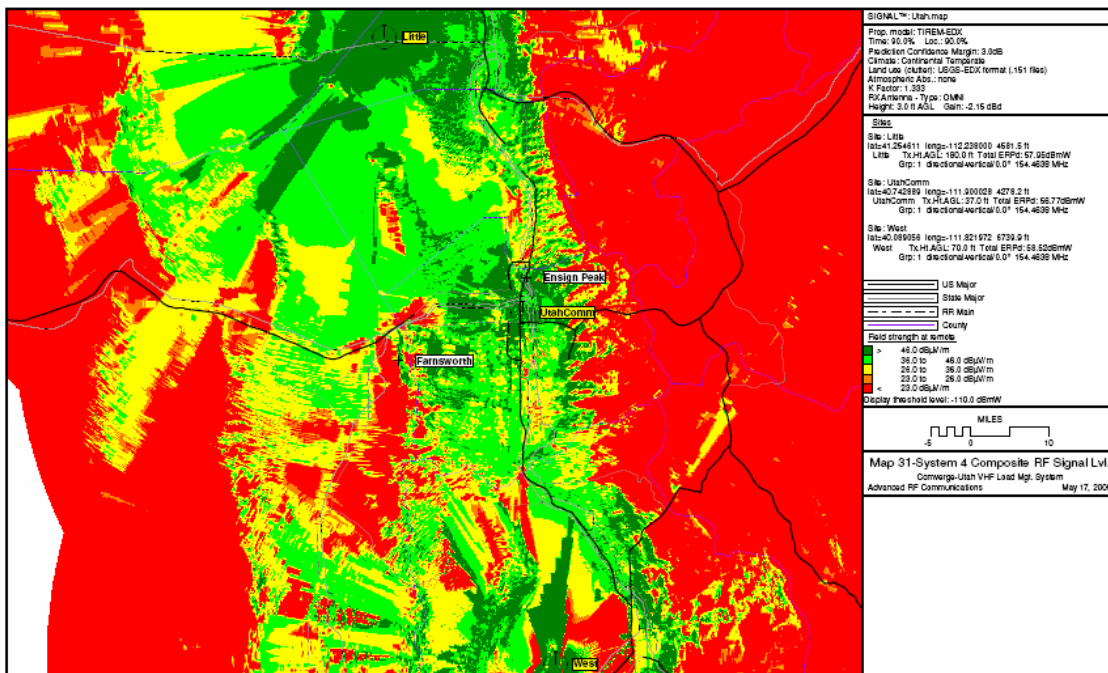 Little
Ensign Peak
UtahComm
Farnsworth
West
SIGNAL™: Utah.map
Prop. model: TIREM-EDX
Time: 90.0% Loc.: 90.0%
Prediction Confidence Margin: 3.0dB
Climate: Continental Temperate
Land use (clutter): USGS-EDX format (.151 files)
Atmospheric Abs.: none
K Factor: 1.333
RX Antenna - Type: OMNI
Height: 3.0 ft AGL Gain: -2.15 dBd
Sites
Site: Little
lat=41.254611 long=-112.238000 4581.5 ft
Little Tx.Ht.AGL: 180.0 ft Total ERPd: 57.95dBmW
Grp: 1 directional-vertical/0.0° 154.4638 MHz
Site: UtahComm
lat=40.742889 long=-111.900028 4278.2 ft
UtahComm Tx.Ht.AGL: 37.0 ft Total ERPd: 56.77dBmW
Grp: 1 directional-vertical/0.0° 154.4638 MHz
Site: West
lat=40.089056 long=-111.821972 6739.9 ft
West Tx.Ht.AGL: 70.0 ft Total ERPd: 58.52dBmW
Grp: 1 directional-vertical/0.0° 154.4638 MHz
US Major
State Major
RR Main
County
Field strength at remote
> 46.0 dBµV/m
36.0 to 46.0 dBµV/m
26.0 to 36.0 dBµV/m
23.0 to 26.0 dBµV/m
< 23.0 dBµV/m
Display threshold level: -110.0 dBmW
MILES
-5 0 10
Map 31-System 4 Composite RF Signal Lvl.
Comverge-Utah VHF Load Mgt. System
Advanced RF Communications May 17, 200